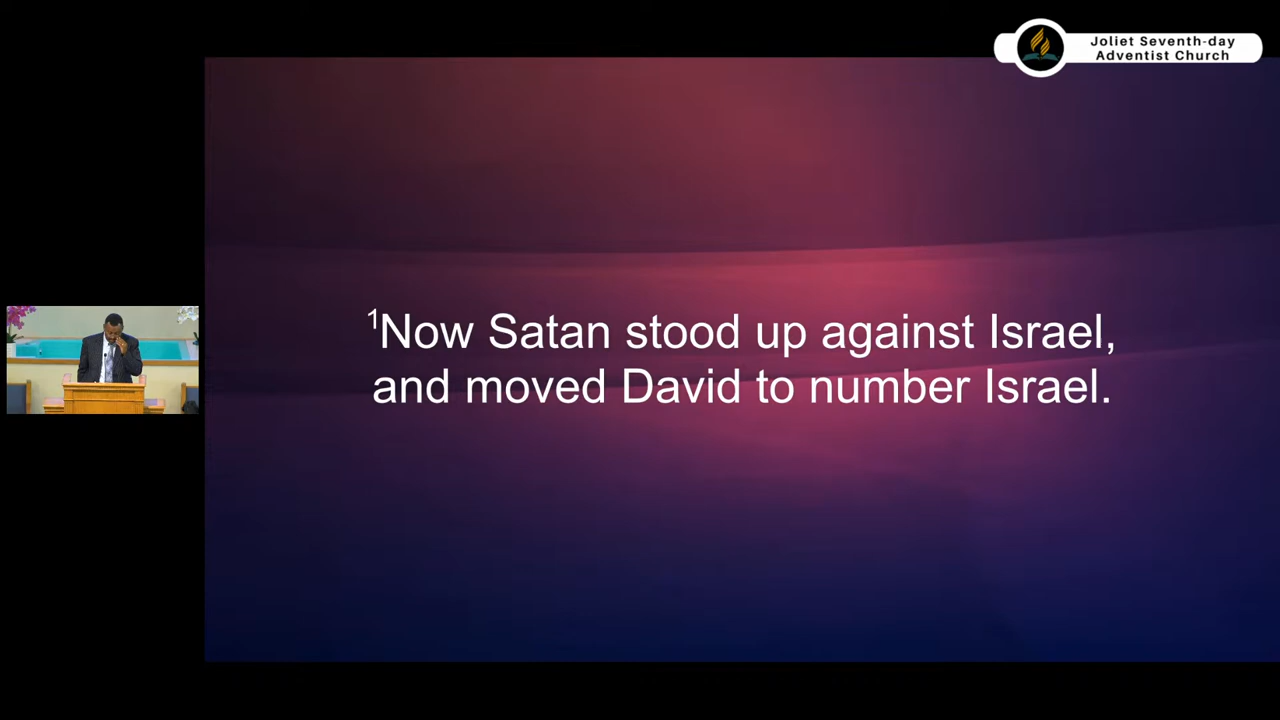 Joliet Seventh-day
Adventist Church
¹Now Satan stood up against Israel,
and moved David to number Israel.